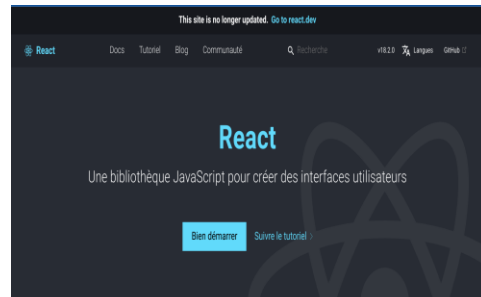 This site is no longer updated. Go to react.dev
React Docs Tutoriel Blog Communauté Recherche v18.2.0 Langues GitHub
React
Une bibliothèque JavaScript pour créer des interfaces utilisateurs
Bien démarrer Suivre le tutoriel >